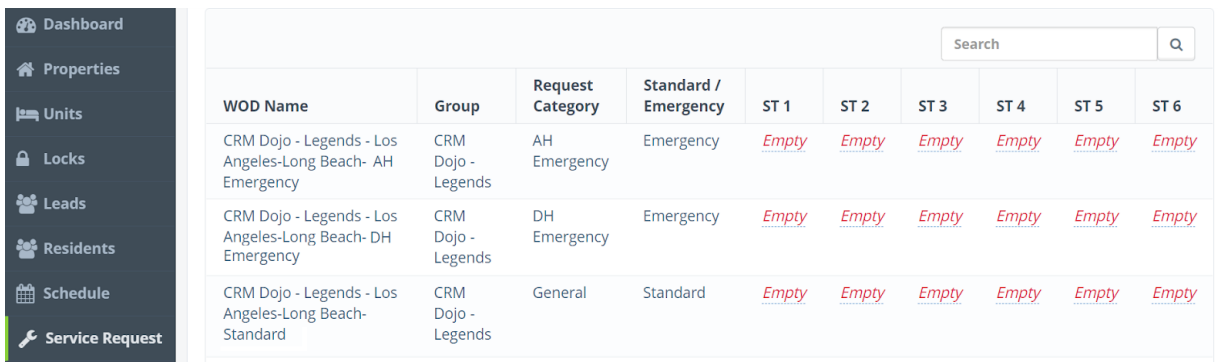 Dashboard
Properties
Units
Locks
Leads
Residents
Schedule
Service Request
Search
WOD Name
Group
Request
Category
Standard /
Emergency
ST 1
ST 2
ST 3
ST 4
ST 5
ST 6
CRM Dojo - Legends - Los
Angeles-Long Beach- AH
Emergency
CRM
Dojo -
Legends
AH
Emergency
Emergency
Empty
Empty
Empty
Empty
Empty
Empty
CRM Dojo - Legends - Los
Angeles-Long Beach- DH
Emergency
CRM
Dojo -
Legends
DH
Emergency
Emergency
Empty
Empty
Empty
Empty
Empty
Empty
CRM Dojo - Legends - Los
Angeles-Long Beach-
Standard
CRM
Dojo -
Legends
General
Standard
Empty
Empty
Empty
Empty
Empty
Empty